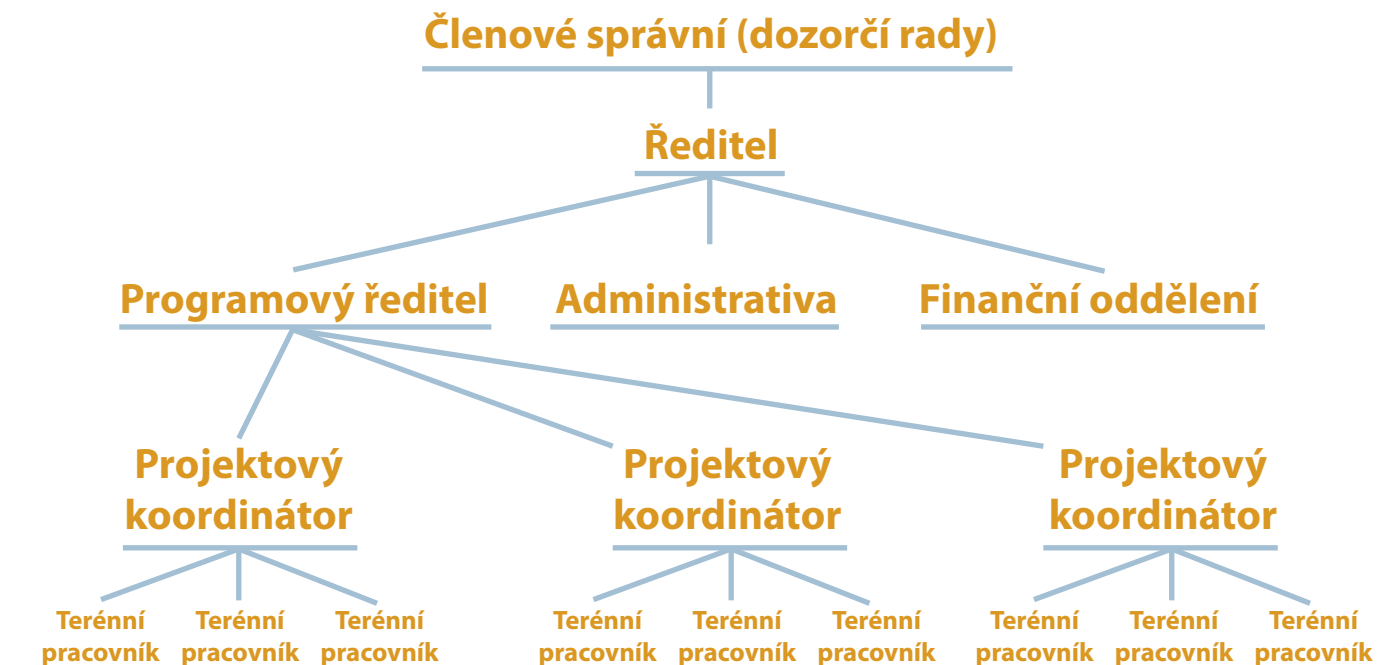 Členové správní (dozorčí rady)
Ředitel
Programový ředitel
Administrativa
Finanční oddělení
Projektový
koordinátor
Projektový
koordinátor
Projektový
koordinátor
Terénní
pracovník
Terénní
pracovník
Terénní
pracovník
Terénní
pracovník
Terénní
pracovník
Terénní
pracovník
Terénní
pracovník
Terénní
pracovník
Terénní
pracovník